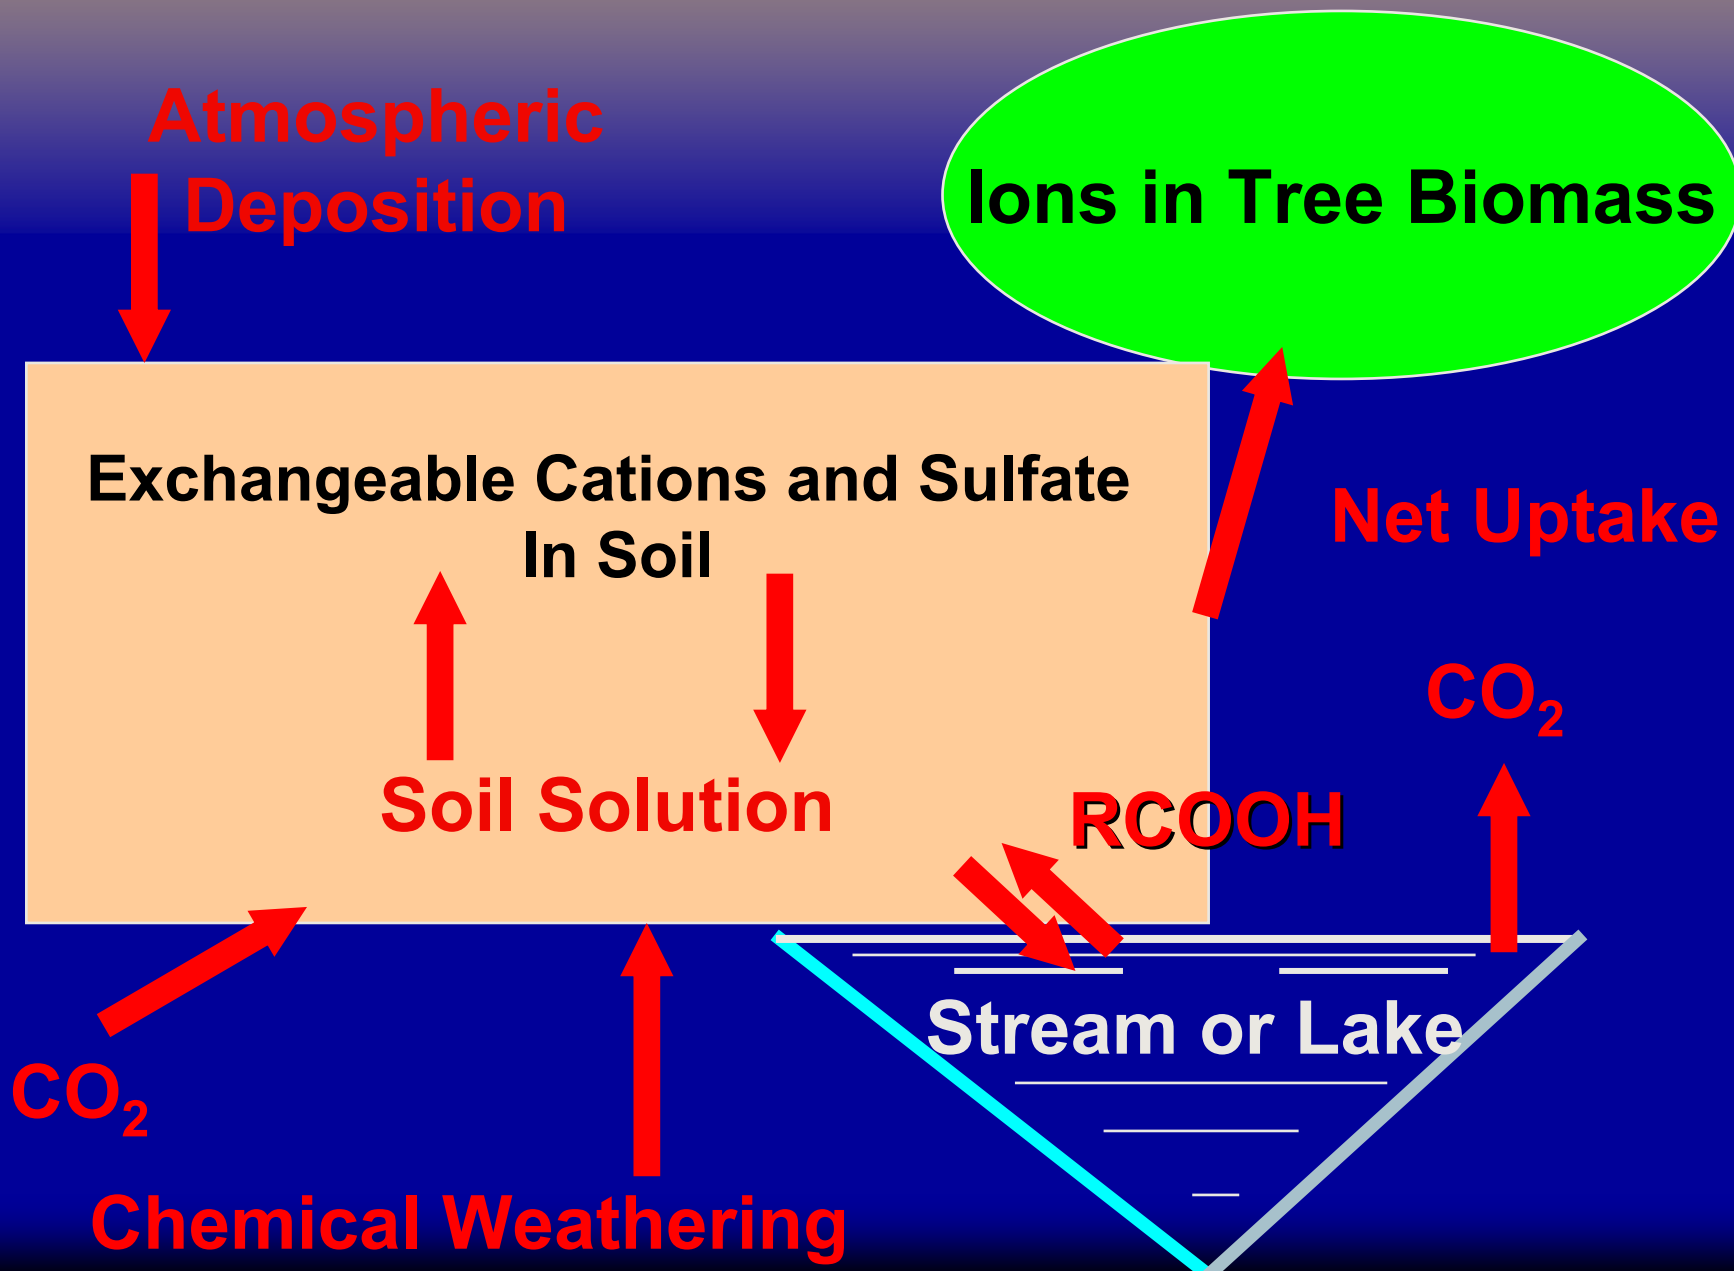 Atmospheric
Deposition
Ions in Tree Biomass
Exchangeable Cations and Sulfate
In Soil
Net Uptake
CO₂
Soil Solution
RCOOH
Stream or Lake
CO₂
Chemical Weathering